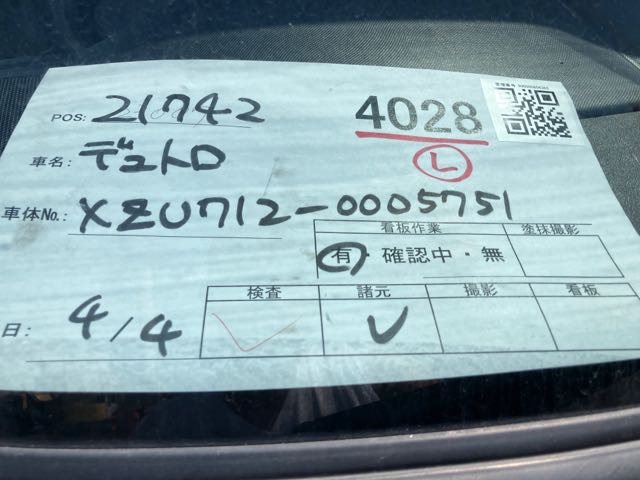 POS: 21742
4028
L
車名: デュトロ
車体No.: XZU712-0005751
看板作業 塗抹撮影
有・確認中・無
検査 諸元 撮影 看板
日: 4/4